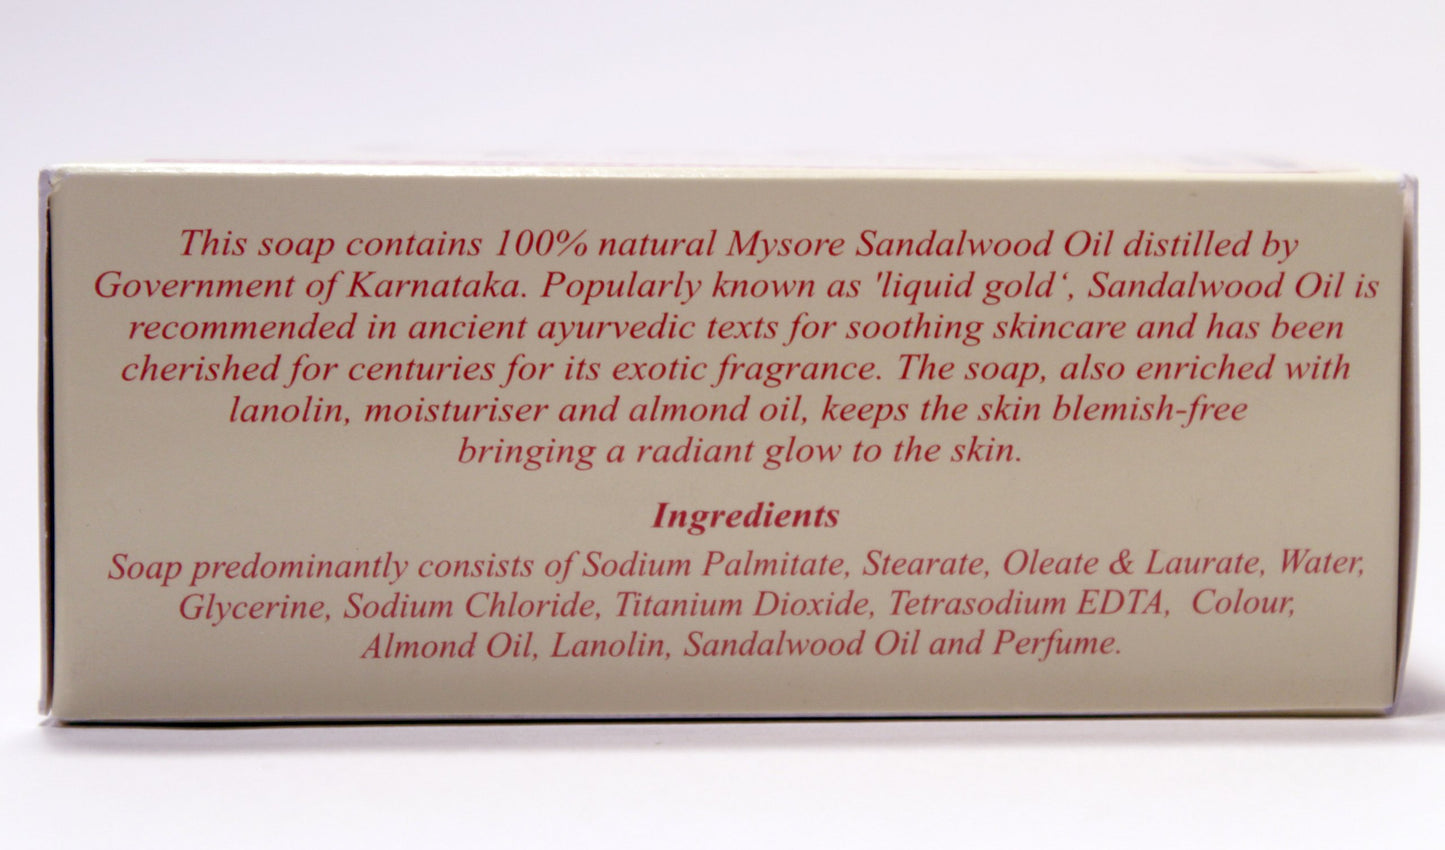 This soap contains 100% natural Mysore Sandalwood Oil distilled by
Government of Karnataka. Popularly known as 'liquid gold‘, Sandalwood Oil is
recommended in ancient ayurvedic texts for soothing skincare and has been
cherished for centuries for its exotic fragrance. The soap, also enriched with
lanolin, moisturiser and almond oil, keeps the skin blemish-free
bringing a radiant glow to the skin.
Ingredients
Soap predominantly consists of Sodium Palmitate, Stearate, Oleate & Laurate, Water,
Glycerine, Sodium Chloride, Titanium Dioxide, Tetrasodium EDTA, Colour,
Almond Oil, Lanolin, Sandalwood Oil and Perfume.